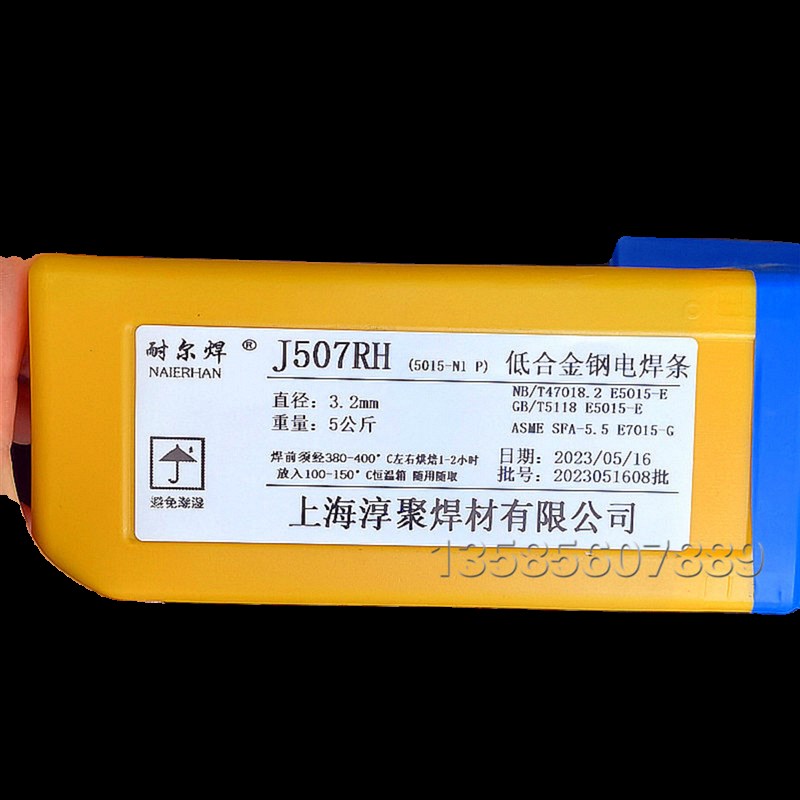 耐尔焊 ® J507RH (5015-N1 P) 低合金钢电焊条
NAIERHAN
直径：3.2mm
重量：5公斤
NB/T47018.2 E5015-E
GB/T5118 E5015-E
ASME SFA-5.5 E7015-G
焊前须经380-400°C左右烘焙1-2小时
放入100-150°C恒温箱 随用随取
日期：2023/05/16
批号：2023051608批
避免潮湿
上海淳聚焊材有限公司
13585607889